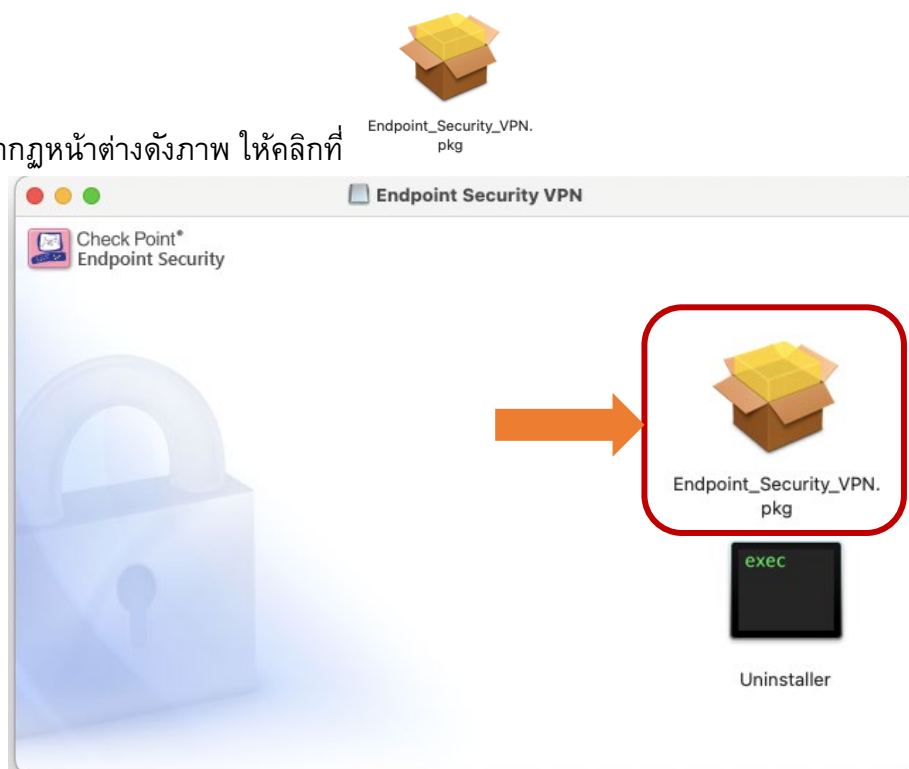 Endpoint_Security_VPN.
pkg
ากฏหน้าต่างดังภาพ ให้คลิกที่
Endpoint Security VPN
Check Point®
Endpoint Security
Endpoint_Security_VPN.
pkg
exec
Uninstaller